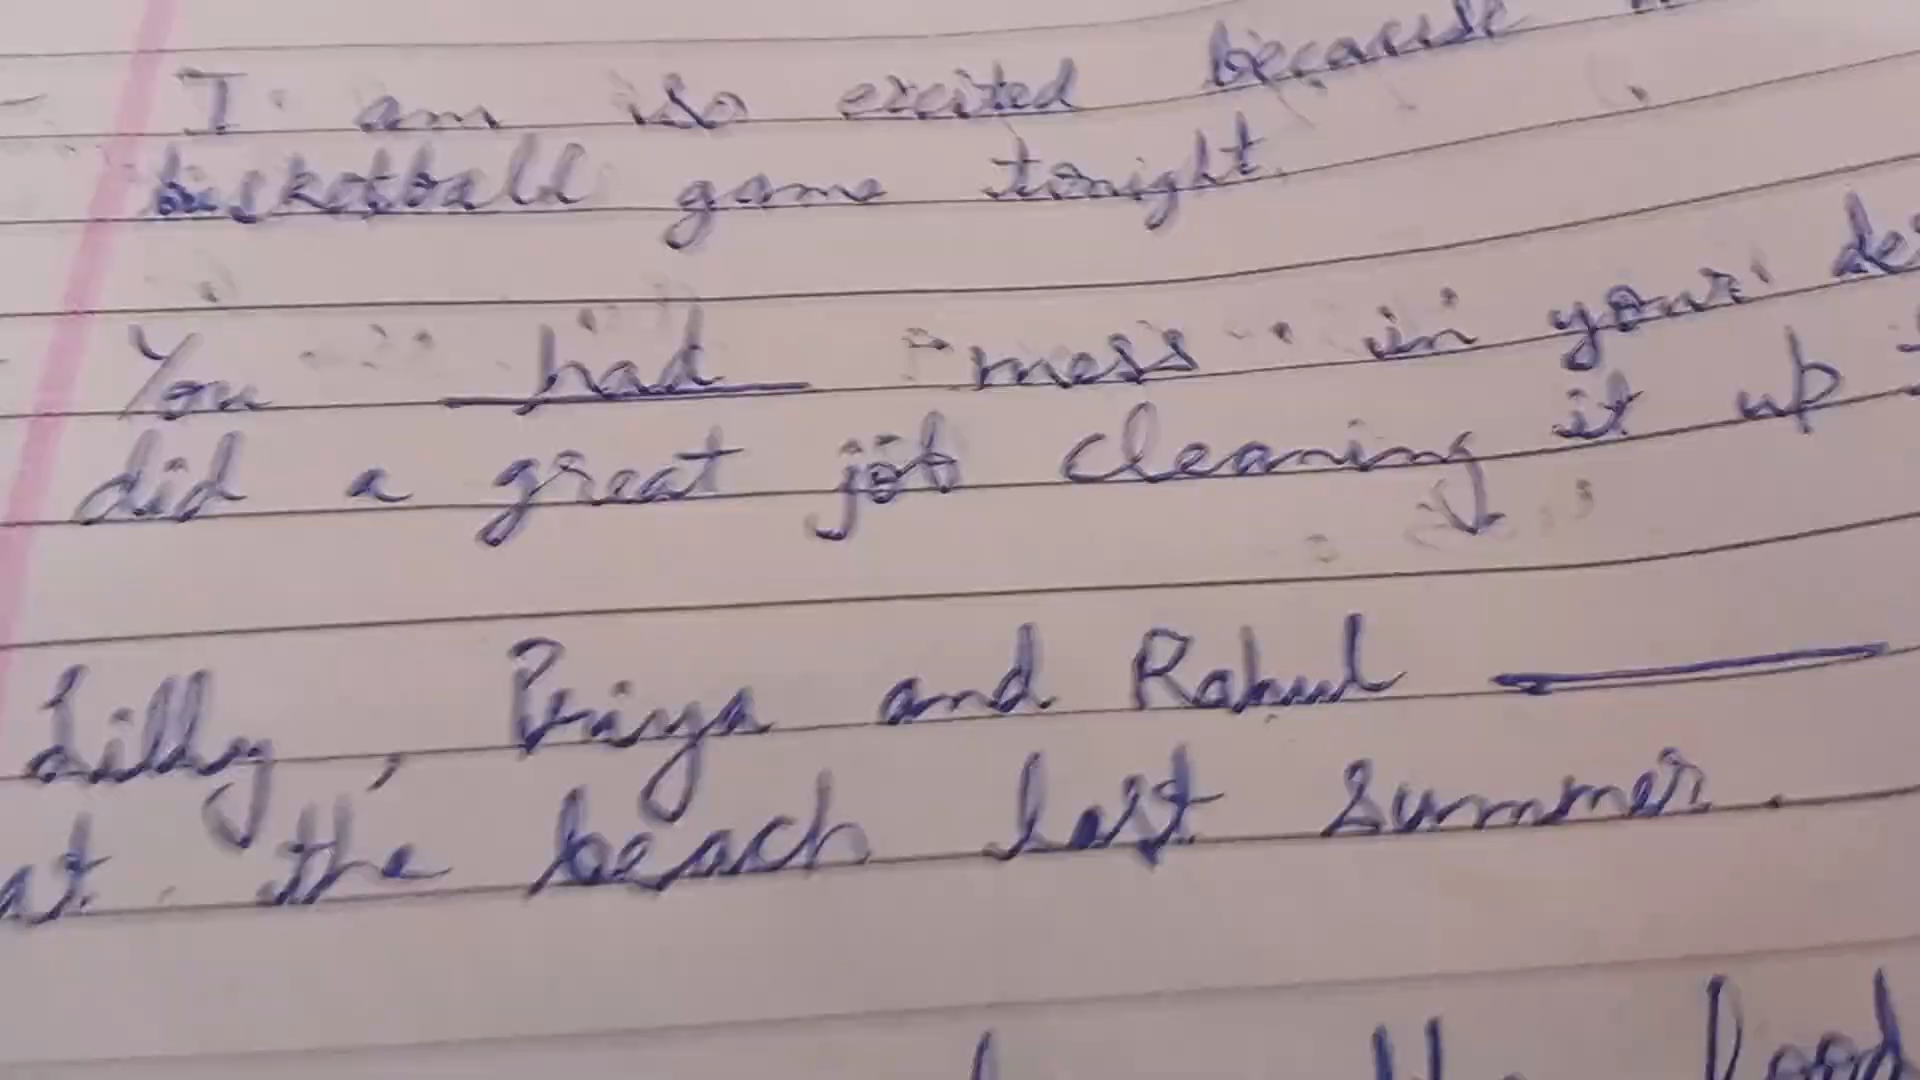 I am so excited because
basketball game tonight.
You had mess in your
did a great job cleaning it up
Lilly, Priya and Rahul
at the beach last summer.